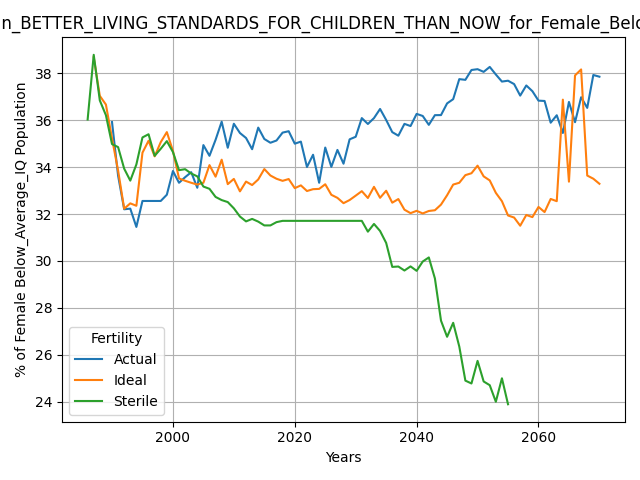 n_BETTER_LIVING_STANDARDS_FOR_CHILDREN_THAN_NOW_for_Female_Belo
% of Female Below_Average_IQ Population
38
36
34
32
30
28
26
24
Fertility
Actual
Ideal
Sterile
2000 2020 2040 2060
Years